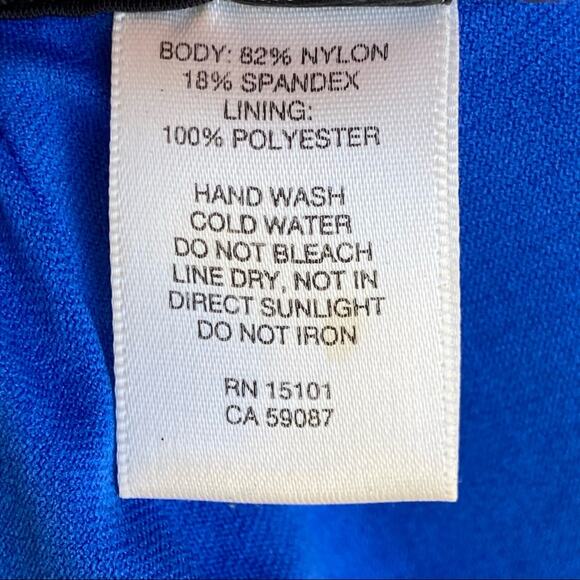 BODY: 82% NYLON
18% SPANDEX
LINING:
100% POLYESTER
HAND WASH
COLD WATER
DO NOT BLEACH
LINE DRY, NOT IN
DIRECT SUNLIGHT
DO NOT IRON
RN 15101
CA 59087